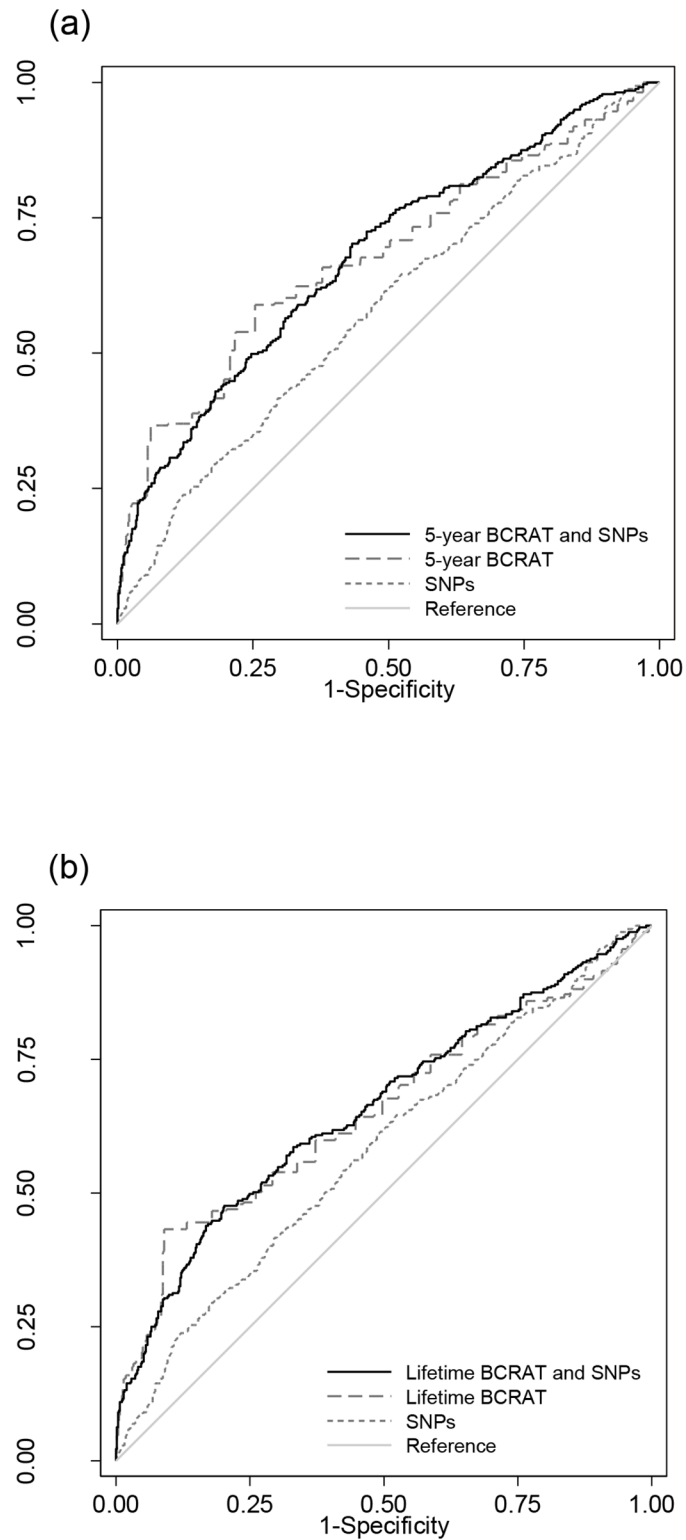 (a)
1.00
0.75
0.50
0.25
0.00
5-year BCRAT and SNPs
5-year BCRAT
SNPs
Reference
0.00 0.25 0.50 0.75 1.00
1-Specificity
(b)
1.00
0.75
0.50
0.25
0.00
Lifetime BCRAT and SNPs
Lifetime BCRAT
SNPs
Reference
0.00 0.25 0.50 0.75 1.00
1-Specificity